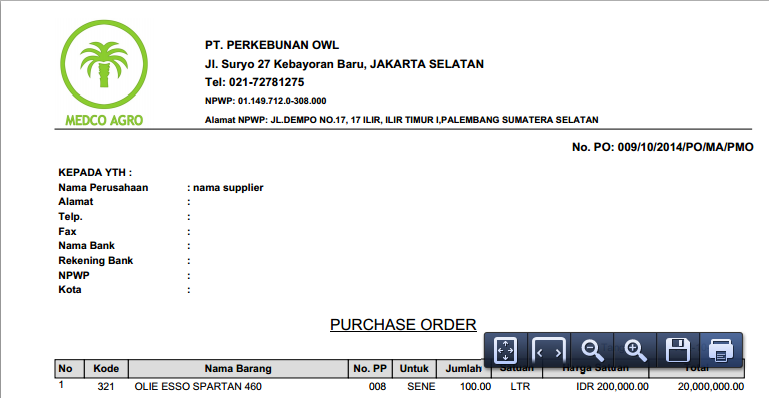 MEDCO AGRO
PT. PERKEBUNAN OWL
Jl. Suryo 27 Kebayoran Baru, JAKARTA SELATAN
Tel: 021-72781275
NPWP: 01.149.712.0-308.000
Alamat NPWP: JL.DEMPO NO.17, 17 ILIR, ILIR TIMUR I,PALEMBANG SUMATERA SELATAN
No. PO: 009/10/2014/PO/MA/PMO
KEPADA YTH :
Nama Perusahaan : nama supplier
Alamat :
Telp. :
Fax :
Nama Bank :
Rekening Bank :
NPWP :
Kota :
PURCHASE ORDER
No Kode Nama Barang No. PP Untuk Jumlah Satuan Harga Satuan Total
1 321 OLIE ESSO SPARTAN 460 008 SENE 100.00 LTR IDR 200,000.00 20,000,000.00